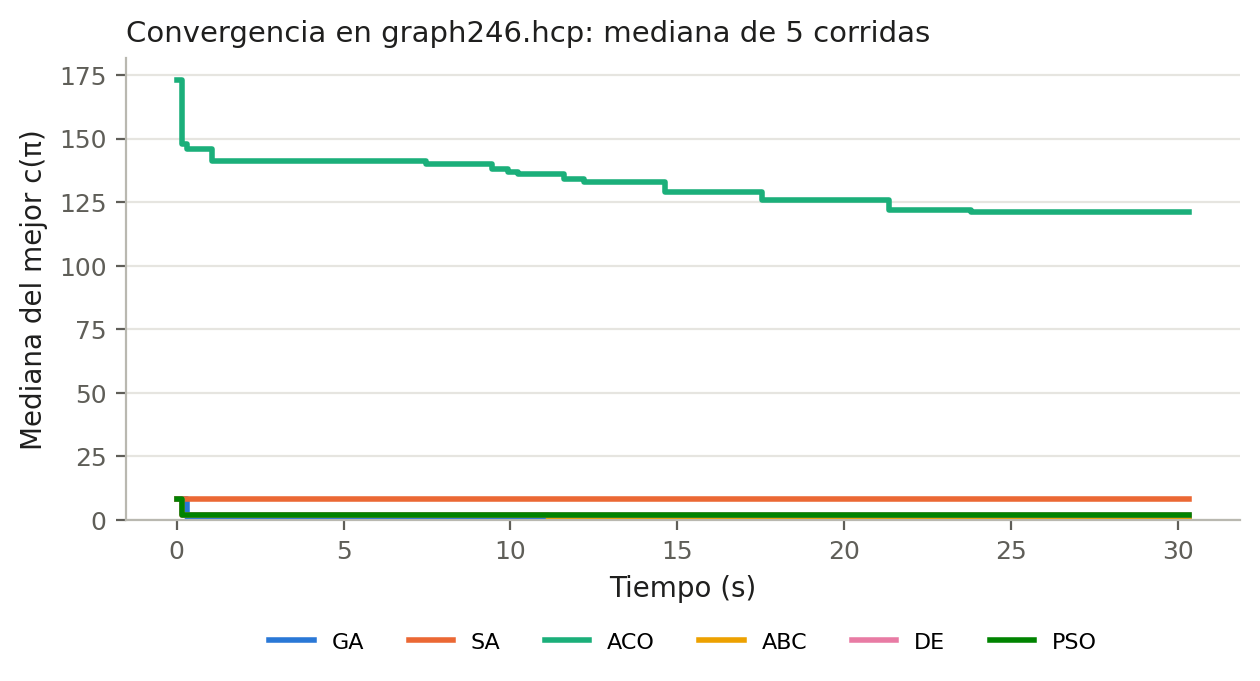 Convergencia en graph246.hcp: mediana de 5 corridas
175
150
125
100
75
50
25
0
Mediana del mejor c(π)
0 5 10 15 20 25 30
Tiempo (s)
GA SA ACO ABC DE PSO